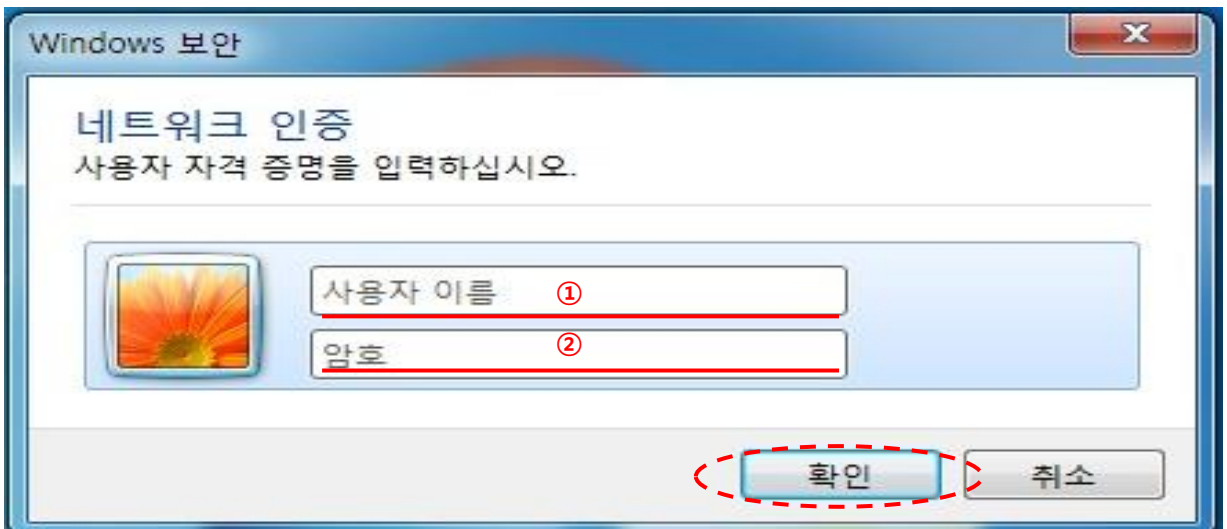 Windows 보안
네트워크 인증
사용자 자격 증명을 입력하십시오.
사용자 이름 ①
암호 ②
확인 취소